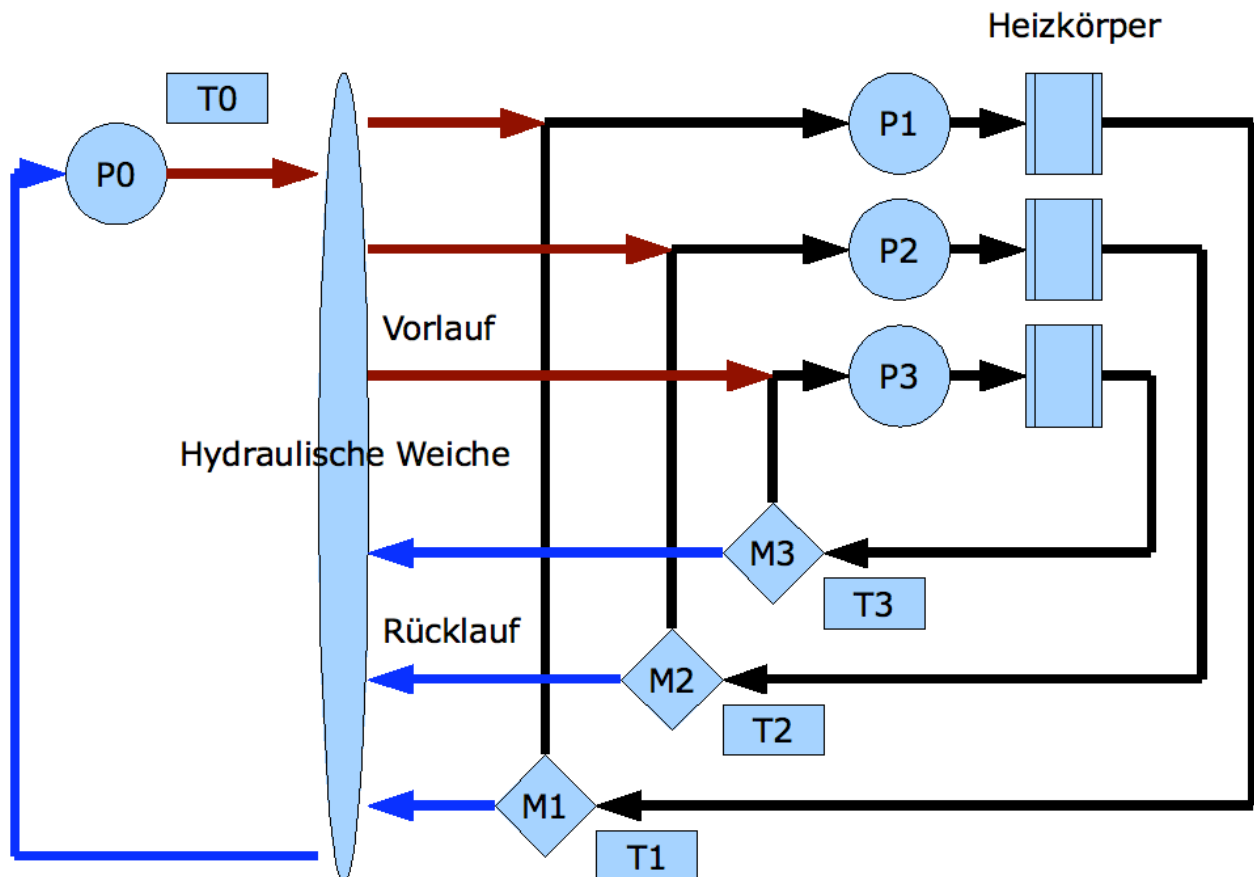 Heizkörper
T0
P1
P0
P2
Vorlauf
P3
Hydraulische Weiche
M3
T3
Rücklauf
M2
T2
M1
T1